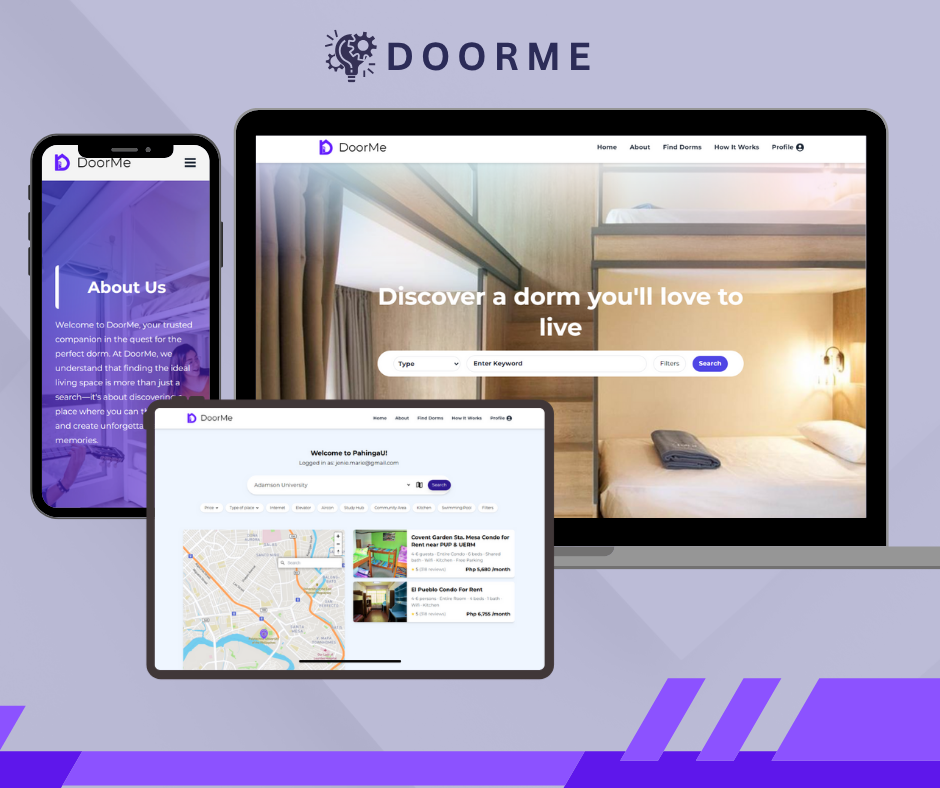 DOORME
DoorMe
About Us
Welcome to DoorMe, your trusted
companion in the quest for the
perfect dorm. At DoorMe, we
understand that finding the ideal
living space is more than just a
search—it's about discovering
place where you can
and create unforgetta
memories.
DoorMe
Home About Find Dorms How It Works Profile
Discover a dorm you'll love to
live
Type Enter Keyword Filters Search
DoorMe
Home About Find Dorms How It Works Profile
Welcome to PahingaU!
Logged in as: jenie.marie@gmail.com
Adamson University Search
Price Type of place Internet Elevator Aircon Study Hub Community Area Kitchen Swimming Pool Filters
Search
Covent Garden Sta. Mesa Condo for
Rent near PUP & UERM
4-6 guests · Entire Condo · 6 beds · Shared
bath · Wifi · Kitchen · Free Parking
5 (318 reviews) Php 5,680 /month
El Pueblo Condo For Rent
4-6 persons · Entire Room · 4 beds · 1 bath ·
Wifi · Kitchen
5 (318 reviews) Php 6,755 /month